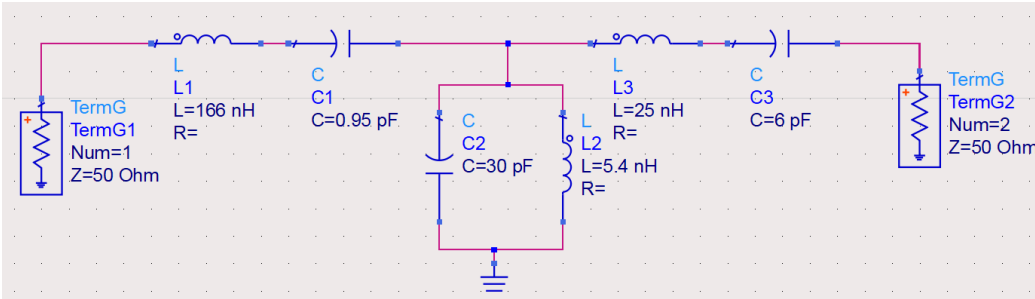 L
L1
L=166 nH
R=
C
C1
C=0.95 pF
L
L3
L=25 nH
R=
C
C3
C=6 pF
TermG
TermG1
Num=1
Z=50 Ohm
C
C2
C=30 pF
L
L2
L=5.4 nH
R=
TermG
TermG2
Num=2
Z=50 Ohm